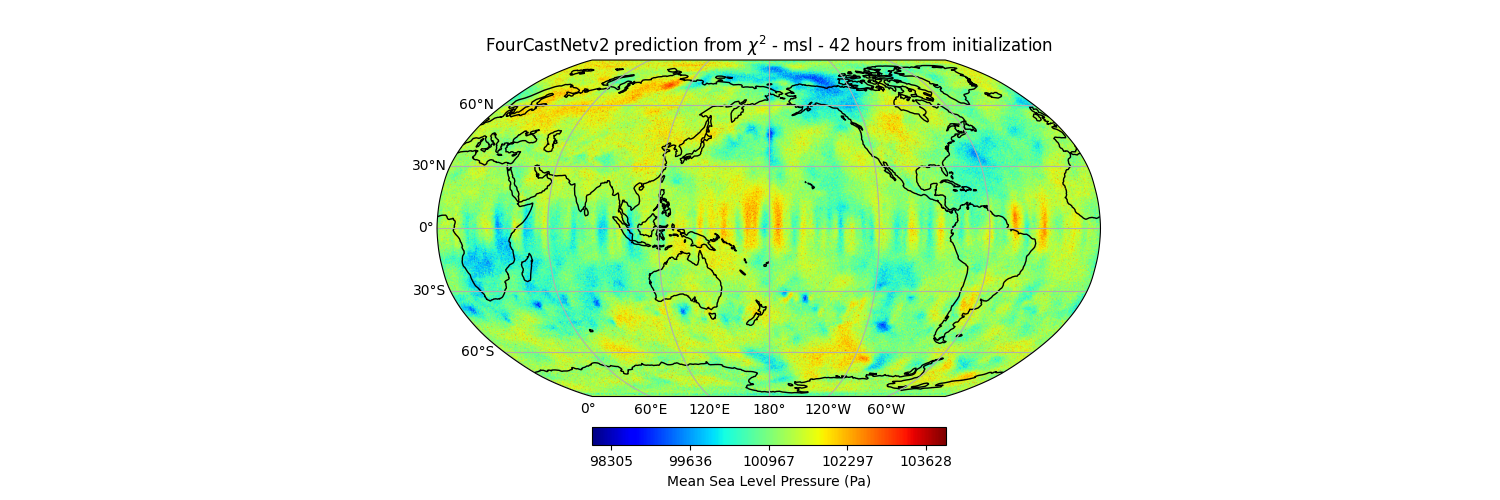 FourCastNetv2 prediction from χ² - msl - 42 hours from initialization
60°N
30°N
0°
30°S
60°S
0° 60°E 120°E 180° 120°W 60°W
98305 99636 100967 102297 103628
Mean Sea Level Pressure (Pa)